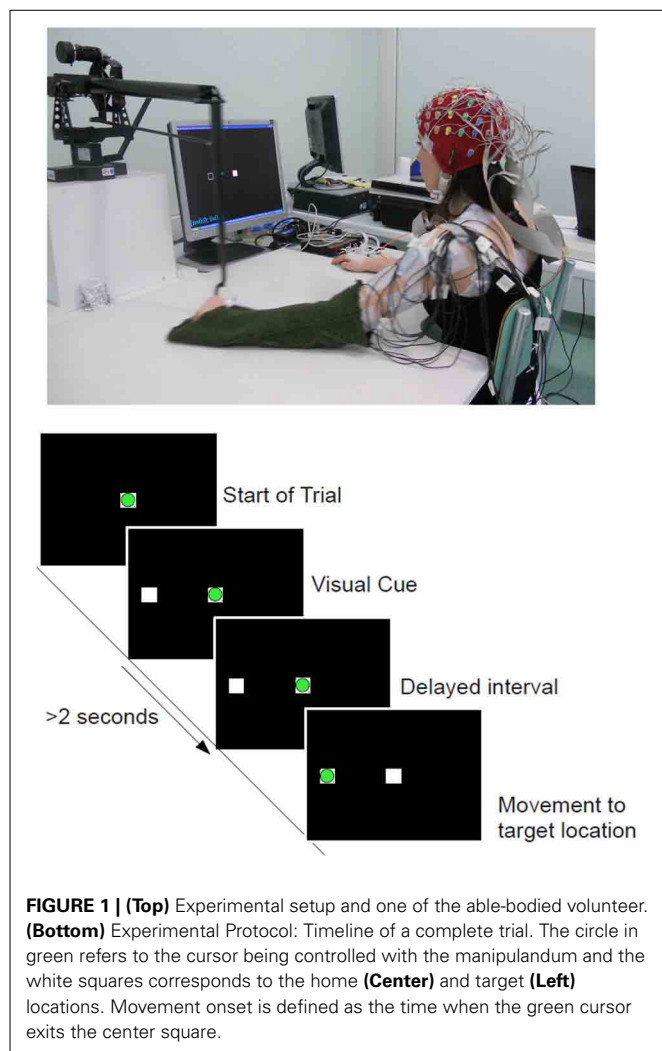 Start of Trial
Visual Cue
Delayed interval
>2 seconds
Movement to
target location
FIGURE 1 | (Top) Experimental setup and one of the able-bodied volunteer.
(Bottom) Experimental Protocol: Timeline of a complete trial. The circle in
green refers to the cursor being controlled with the manipulandum and the
white squares corresponds to the home (Center) and target (Left)
locations. Movement onset is defined as the time when the green cursor
exits the center square.